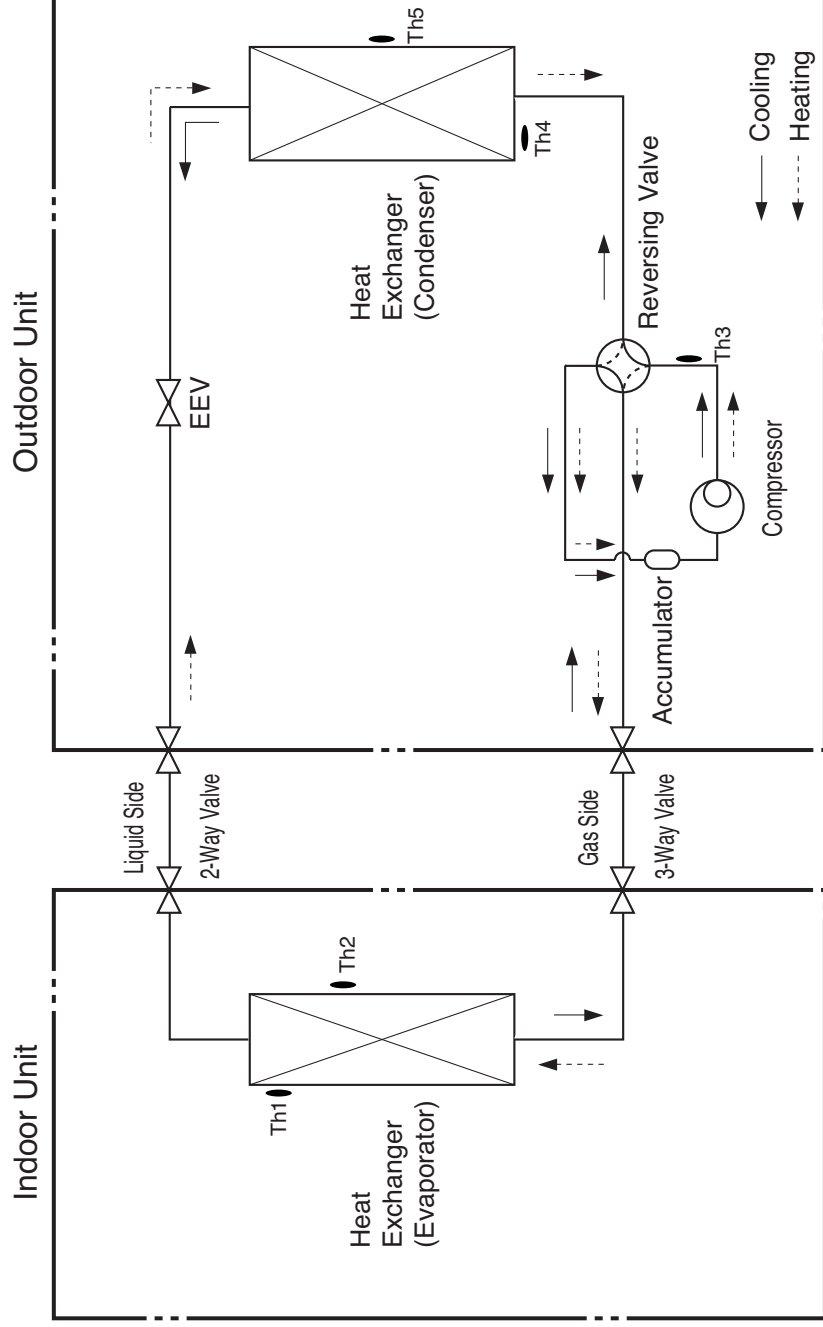 Indoor Unit
Outdoor Unit
Th1
Heat
Exchanger
(Evaporator)
Th2
Liquid Side
2-Way Valve
Gas Side
3-Way Valve
EEV
Heat
Exchanger
(Condenser)
Th5
Th4
Reversing Valve
Th3
Accumulator
Compressor
Cooling
Heating